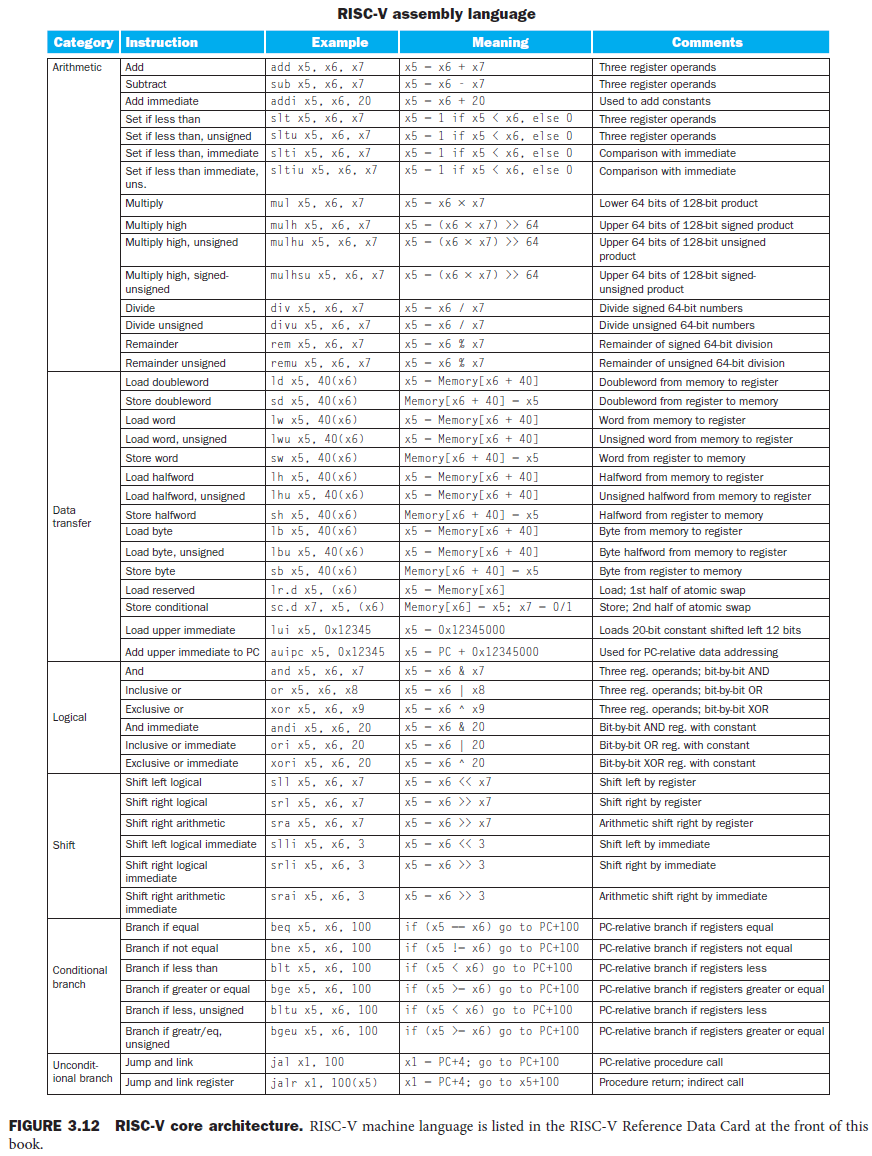 RISC-V assembly language
Category Instruction Example Meaning Comments
Arithmetic Add add x5, x6, x7 x5 = x6 + x7 Three register operands
Subtract sub x5, x6, x7 x5 = x6 - x7 Three register operands
Add immediate addi x5, x6, 20 x5 = x6 + 20 Used to add constants
Set if less than slt x5, x6, x7 x5 = 1 if x5 < x6, else 0 Three register operands
Set if less than, unsigned sltu x5, x6, x7 x5 = 1 if x5 < x6, else 0 Three register operands
Set if less than, immediate slti x5, x6, x7 x5 = 1 if x5 < x6, else 0 Comparison with immediate
Set if less than immediate, sltiu x5, x6, x7 x5 = 1 if x5 < x6, else 0 Comparison with immediate
uns.
Multiply mul x5, x6, x7 x5 = x6 × x7 Lower 64 bits of 128-bit product
Multiply high mulh x5, x6, x7 x5 = (x6 × x7) >> 64 Upper 64 bits of 128-bit signed product
Multiply high, unsigned mulhu x5, x6, x7 x5 = (x6 × x7) >> 64 Upper 64 bits of 128-bit unsigned
product
Multiply high, signed- mulhsu x5, x6, x7 x5 = (x6 × x7) >> 64 Upper 64 bits of 128-bit signed-
unsigned unsigned product
Divide div x5, x6, x7 x5 = x6 / x7 Divide signed 64-bit numbers
Divide unsigned divu x5, x6, x7 x5 = x6 / x7 Divide unsigned 64-bit numbers
Remainder rem x5, x6, x7 x5 = x6 % x7 Remainder of signed 64-bit division
Remainder unsigned remu x5, x6, x7 x5 = x6 % x7 Remainder of unsigned 64-bit division
Data transfer Load doubleword ld x5, 40(x6) x5 = Memory[x6 + 40] Doubleword from memory to register
Store doubleword sd x5, 40(x6) Memory[x6 + 40] = x5 Doubleword from register to memory
Load word lw x5, 40(x6) x5 = Memory[x6 + 40] Word from memory to register
Load word, unsigned lwu x5, 40(x6) x5 = Memory[x6 + 40] Unsigned word from memory to register
Store word sw x5, 40(x6) Memory[x6 + 40] = x5 Word from register to memory
Load halfword lh x5, 40(x6) x5 = Memory[x6 + 40] Halfword from memory to register
Load halfword, unsigned lhu x5, 40(x6) x5 = Memory[x6 + 40] Unsigned halfword from memory to register
Store halfword sh x5, 40(x6) Memory[x6 + 40] = x5 Halfword from register to memory
Load byte lb x5, 40(x6) x5 = Memory[x6 + 40] Byte from memory to register
Load byte, unsigned lbu x5, 40(x6) x5 = Memory[x6 + 40] Byte halfword from memory to register
Store byte sb x5, 40(x6) Memory[x6 + 40] = x5 Byte from register to memory
Load reserved lr.d x5, (x6) x5 = Memory[x6] Load; 1st half of atomic swap
Store conditional sc.d x7, x5, (x6) Memory[x6] = x5; x7 = 0/1 Store; 2nd half of atomic swap
Load upper immediate lui x5, 0x12345 x5 = 0x12345000 Loads 20-bit constant shifted left 12 bits
Add upper immediate to PC auipc x5, 0x12345 x5 = PC + 0x12345000 Used for PC-relative data addressing
Logical And and x5, x6, x7 x5 = x6 & x7 Three reg. operands; bit-by-bit AND
Inclusive or or x5, x6, x8 x5 = x6 | x8 Three reg. operands; bit-by-bit OR
Exclusive or xor x5, x6, x9 x5 = x6 ^ x9 Three reg. operands; bit-by-bit XOR
And immediate andi x5, x6, 20 x5 = x6 & 20 Bit-by-bit AND reg. with constant
Inclusive or immediate ori x5, x6, 20 x5 = x6 | 20 Bit-by-bit OR reg. with constant
Exclusive or immediate xori x5, x6, 20 x5 = x6 ^ 20 Bit-by-bit XOR reg. with constant
Shift Shift left logical sll x5, x6, x7 x5 = x6 << x7 Shift left by register
Shift right logical srl x5, x6, x7 x5 = x6 >> x7 Shift right by register
Shift right arithmetic sra x5, x6, x7 x5 = x6 >> x7 Arithmetic shift right by register
Shift left logical immediate slli x5, x6, 3 x5 = x6 << 3 Shift left by immediate
Shift right logical srli x5, x6, 3 x5 = x6 >> 3 Shift right by immediate
immediate
Shift right arithmetic srai x5, x6, 3 x5 = x6 >> 3 Arithmetic shift right by immediate
immediate
Conditional branch Branch if equal beq x5, x6, 100 if (x5 == x6) go to PC+100 PC-relative branch if registers equal
Branch if not equal bne x5, x6, 100 if (x5 != x6) go to PC+100 PC-relative branch if registers not equal
Branch if less than blt x5, x6, 100 if (x5 < x6) go to PC+100 PC-relative branch if registers less
Branch if greater or equal bge x5, x6, 100 if (x5 >= x6) go to PC+100 PC-relative branch if registers greater or equal
Branch if less, unsigned bltu x5, x6, 100 if (x5 < x6) go to PC+100 PC-relative branch if registers less
Branch if greatr/eq, bgeu x5, x6, 100 if (x5 >= x6) go to PC+100 PC-relative branch if registers greater or equal
unsigned
Uncondit- Jump and link jal x1, 100 x1 = PC+4; go to PC+100 PC-relative procedure call
ional branch Jump and link register jalr x1, 100(x5) x1 = PC+4; go to x5+100 Procedure return; indirect call
FIGURE 3.12 RISC-V core architecture. RISC-V machine language is listed in the RISC-V Reference Data Card at the front of this
book.